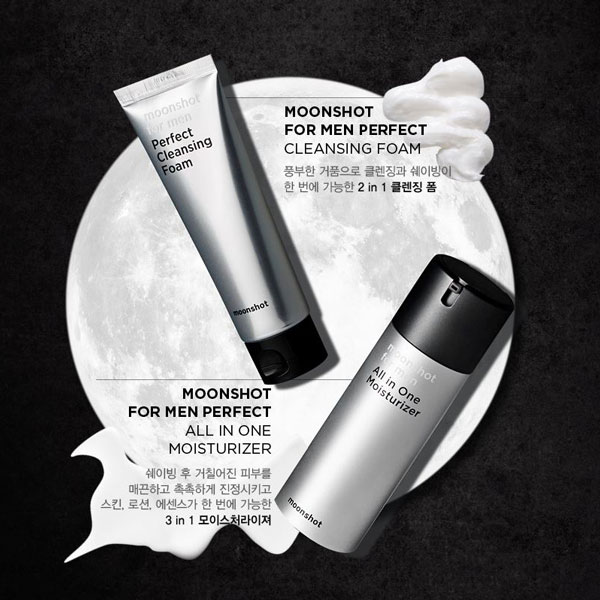 moonshot
for men
Perfect
Cleansing
Foam
moonshot
MOONSHOT
FOR MEN PERFECT
CLEANSING FOAM
풍부한 거품으로 클렌징과 쉐이빙이
한 번에 가능한 2 in 1 클렌징 폼
moonshot
for men
All in One
Moisturizer
moonshot
MOONSHOT
FOR MEN PERFECT
ALL IN ONE
MOISTURIZER
쉐이빙 후 거칠어진 피부를
매끈하고 촉촉하게 진정시키고
스킨, 로션, 에센스가 한 번에 가능한
3 in 1 모이스처라이져